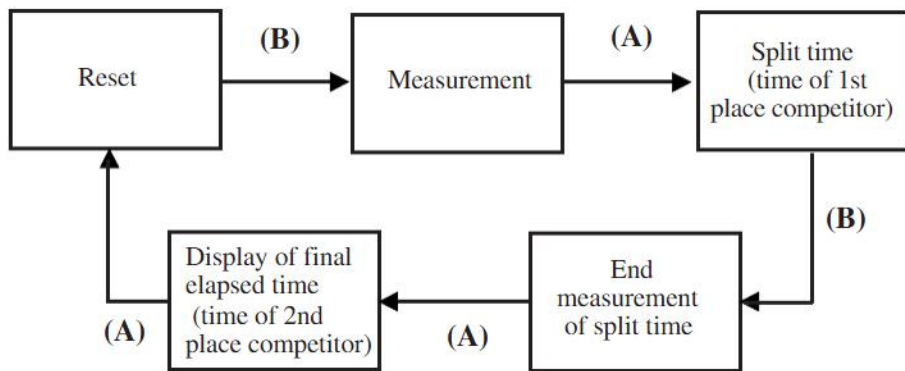 Reset
(B)
Measurement
(A)
Split time
(time of 1st
place competitor)
(B)
End
measurement
of split time
(A)
Display of final
elapsed time
(time of 2nd
place competitor)
(A)